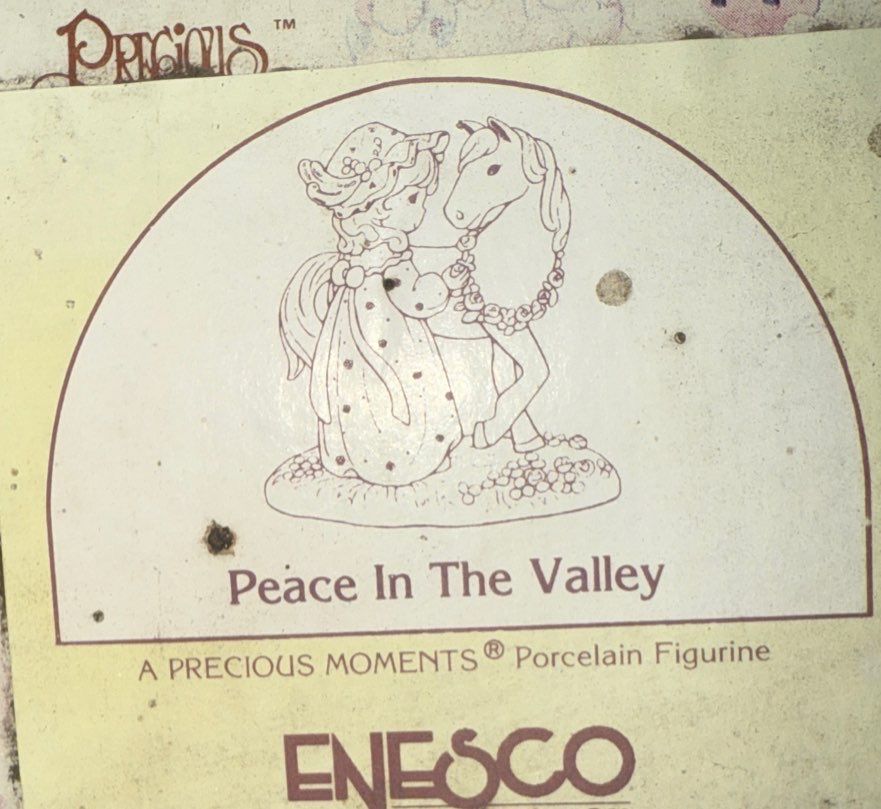 PRECIOUS™
Peace In The Valley
A PRECIOUS MOMENTS® Porcelain Figurine
ENESCO